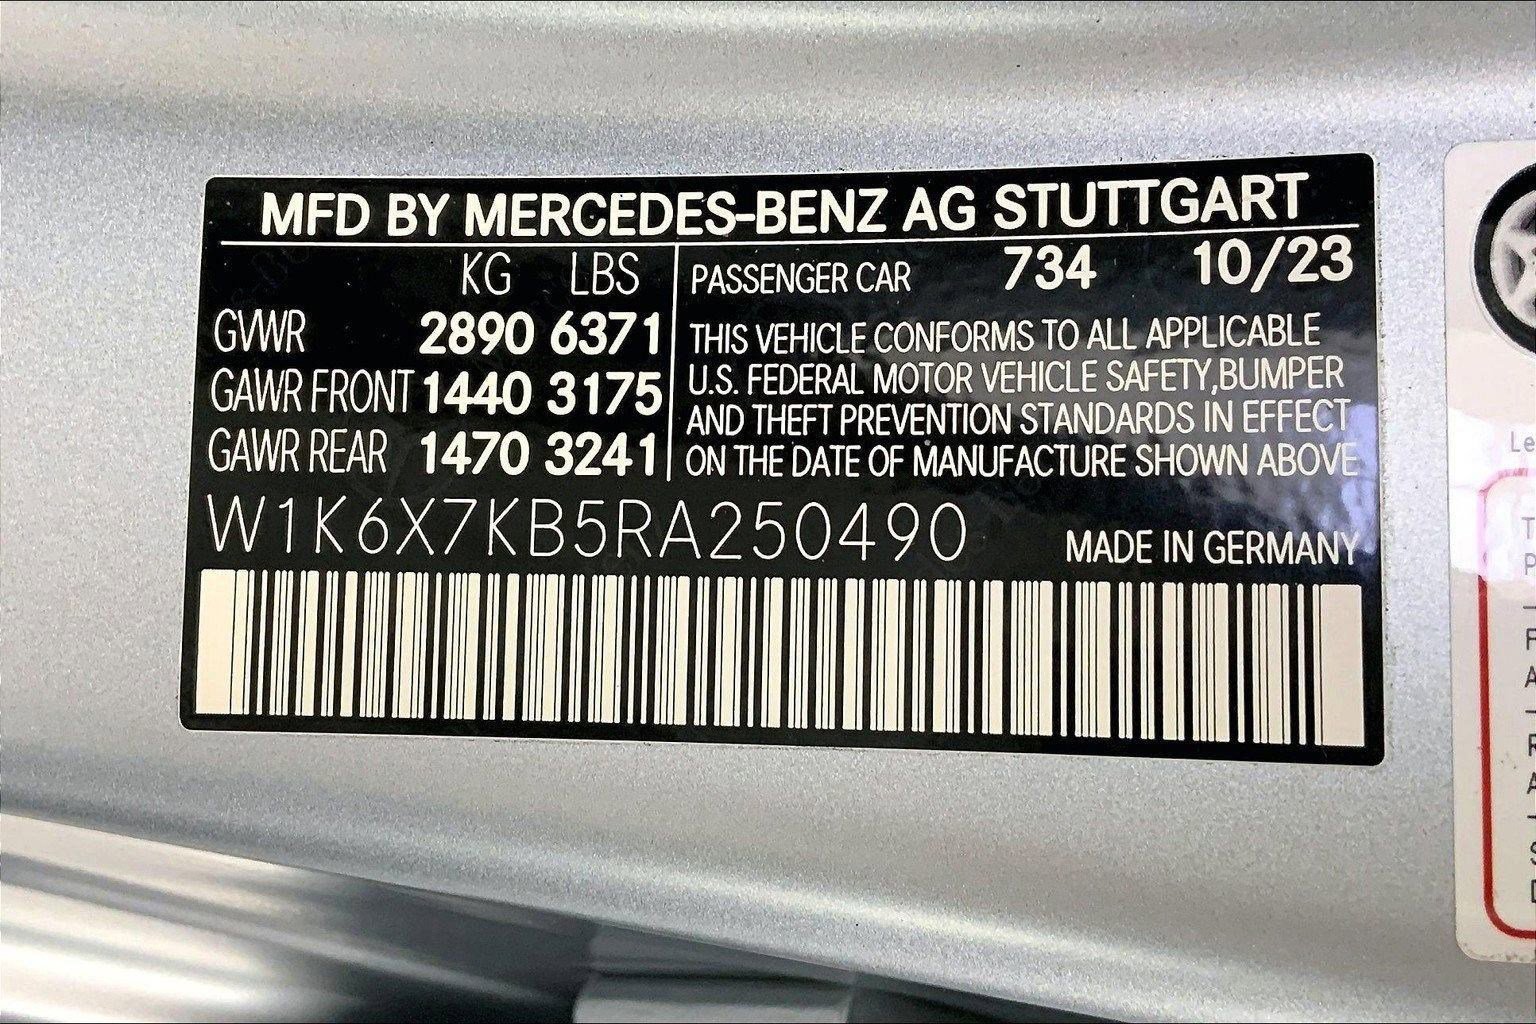 MFD BY MERCEDES-BENZ AG STUTTGART
KG LBS
GVWR 2890 6371
GAWR FRONT 1440 3175
GAWR REAR 1470 3241
PASSENGER CAR 734 10/23
THIS VEHICLE CONFORMS TO ALL APPLICABLE
U.S. FEDERAL MOTOR VEHICLE SAFETY,BUMPER
AND THEFT PREVENTION STANDARDS IN EFFECT
ON THE DATE OF MANUFACTURE SHOWN ABOVE
W1K6X7KB5RA250490
MADE IN GERMANY
Le